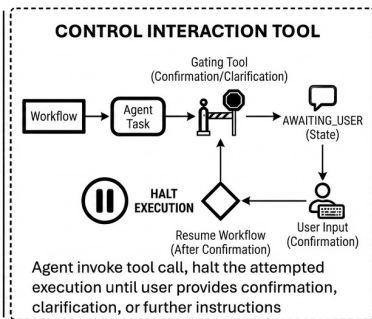 CONTROL INTERACTION TOOL
Gating Tool
(Confirmation/Clarification)
Workflow
Agent
Task
AWAITING_USER
(State)
HALT
EXECUTION
Resume Workflow
(After Confirmation)
User Input
(Confirmation)
Agent invoke tool call, halt the attempted
execution until user provides confirmation,
clarification, or further instructions